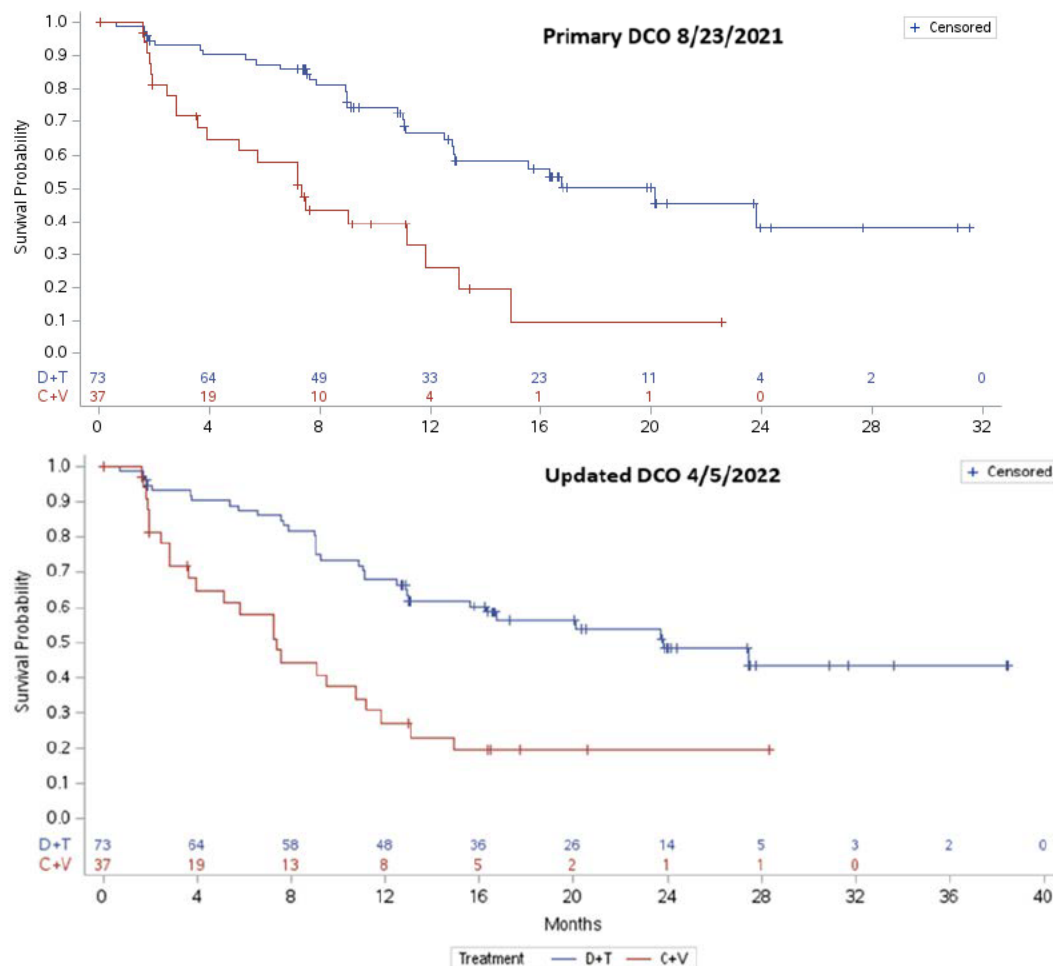 Primary DCO 8/23/2021
+ Censored
Survival Probability
1.0
0.9
0.8
0.7
0.6
0.5
0.4
0.3
0.2
0.1
0.0
D+T 73 64 49 33 23 11 4 2 0
C+V 37 19 10 4 1 1 0
0 4 8 12 16 20 24 28 32
Updated DCO 4/5/2022
+ Censored
Survival Probability
1.0
0.9
0.8
0.7
0.6
0.5
0.4
0.3
0.2
0.1
0.0
D+T 73 64 58 48 36 26 14 5 3 2 0
C+V 37 19 13 8 5 2 1 1 0
0 4 8 12 16 20 24 28 32 36 40
Months
Treatment D+T C+V